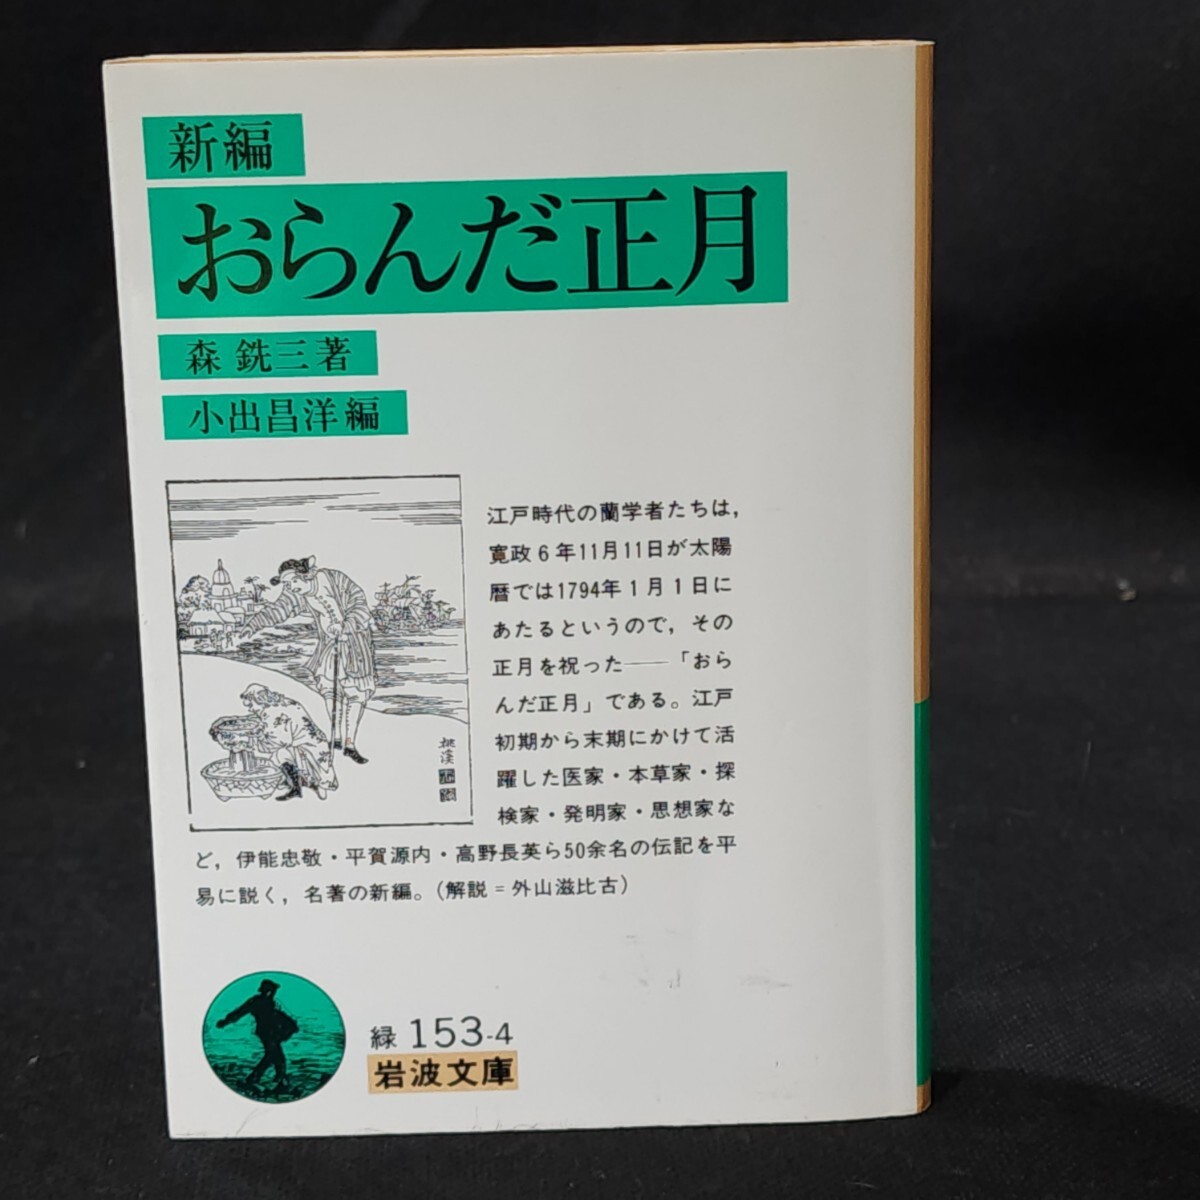 新編
おらんだ正月
森 銑三著
小出昌洋編
江戸時代の蘭学者たちは,
寛政6年11月11日が太陽
暦では1794年1月1日に
あたるというので, その
正月を祝った——「おら
んだ正月」である。江戸
初期から末期にかけて活
躍した医家・本草家・探
検家・発明家・思想家な
ど, 伊能忠敬・平賀源内・高野長英ら50余名の伝記を平
易に説く, 名著の新編。(解説=外山滋比古)
桃渓
緑 153-4
岩波文庫